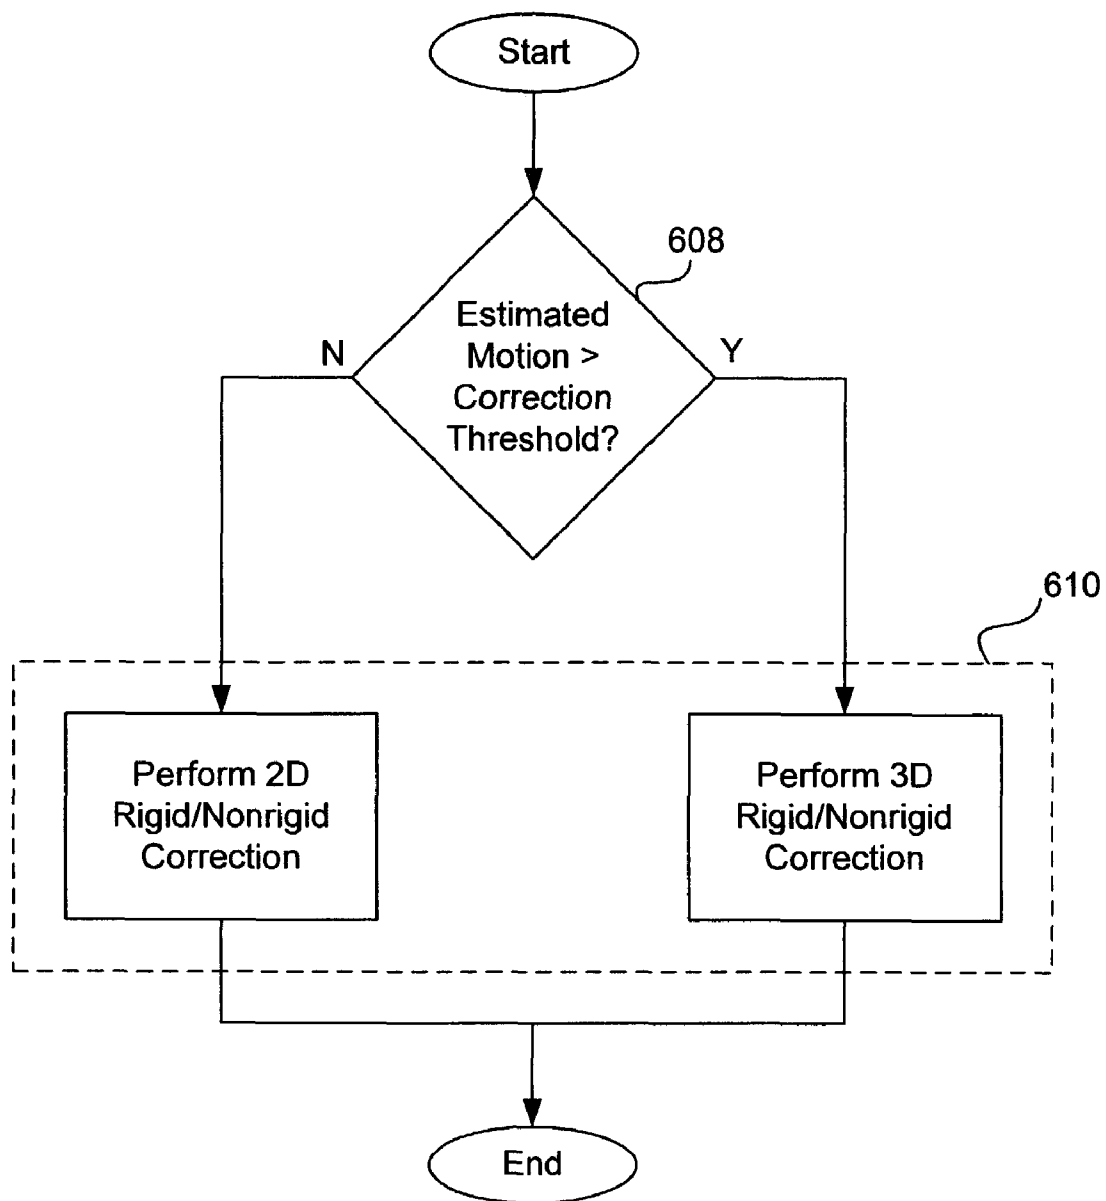 Start
608
Estimated
Motion >
Correction
Threshold?
N
Y
610
Perform 2D
Rigid/Nonrigid
Correction
Perform 3D
Rigid/Nonrigid
Correction
End